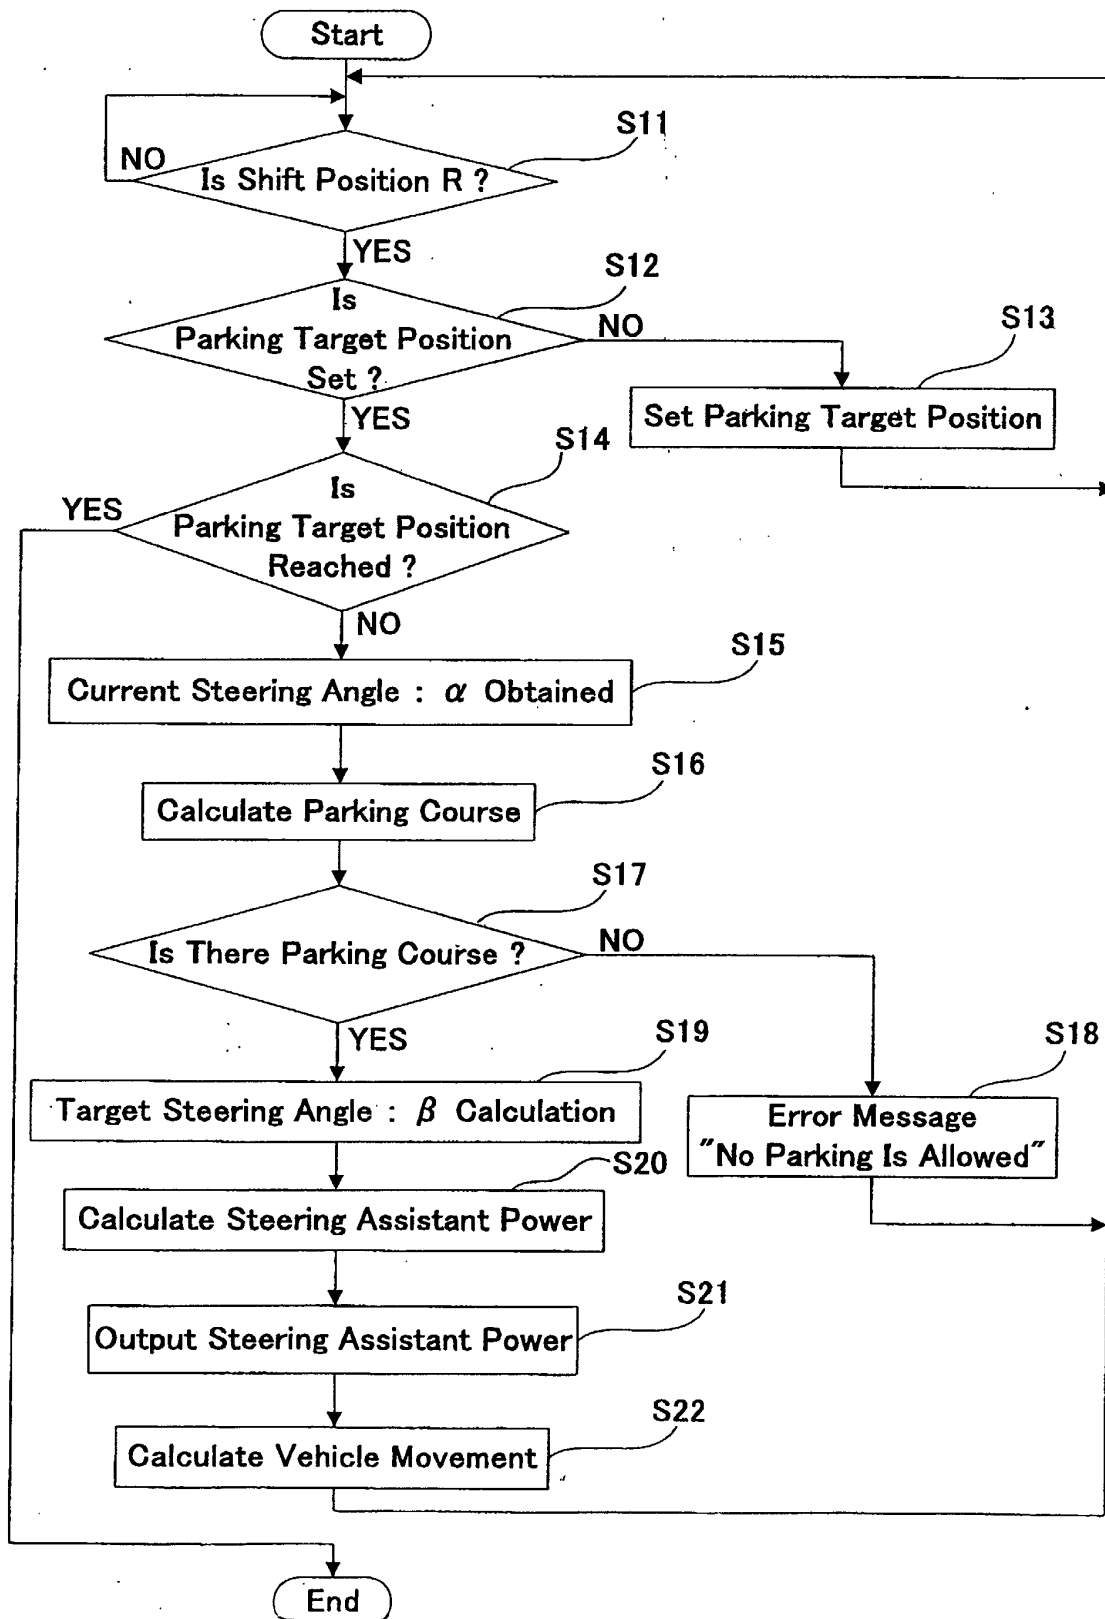 Start
S11
NO
Is Shift Position R ?
YES
S12
Is
Parking Target Position
Set ?
NO
S13
Set Parking Target Position
YES
S14
Is
Parking Target Position
Reached ?
YES
NO
S15
Current Steering Angle : α Obtained
S16
Calculate Parking Course
S17
Is There Parking Course ?
NO
YES
S18
Error Message
"No Parking Is Allowed"
S19
Target Steering Angle : β Calculation
S20
Calculate Steering Assistant Power
S21
Output Steering Assistant Power
S22
Calculate Vehicle Movement
End